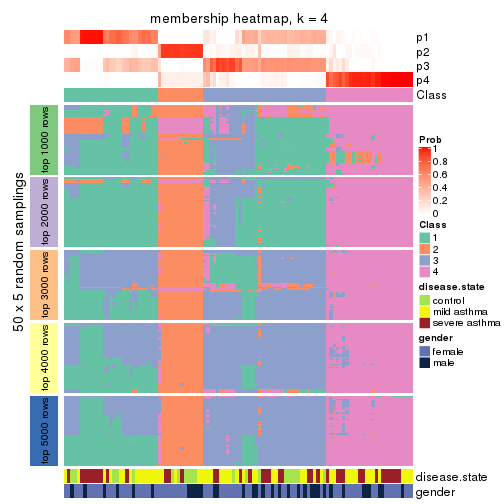 membership heatmap, k = 4
p1
p2
p3
p4
Class
50 x 5 random samplings
top 1000 rows
top 2000 rows
top 3000 rows
top 4000 rows
top 5000 rows
disease.state
gender
Prob
1
0.8
0.6
0.4
0.2
0
Class
1
2
3
4
disease.state
control
mild asthma
severe asthma
gender
female
male